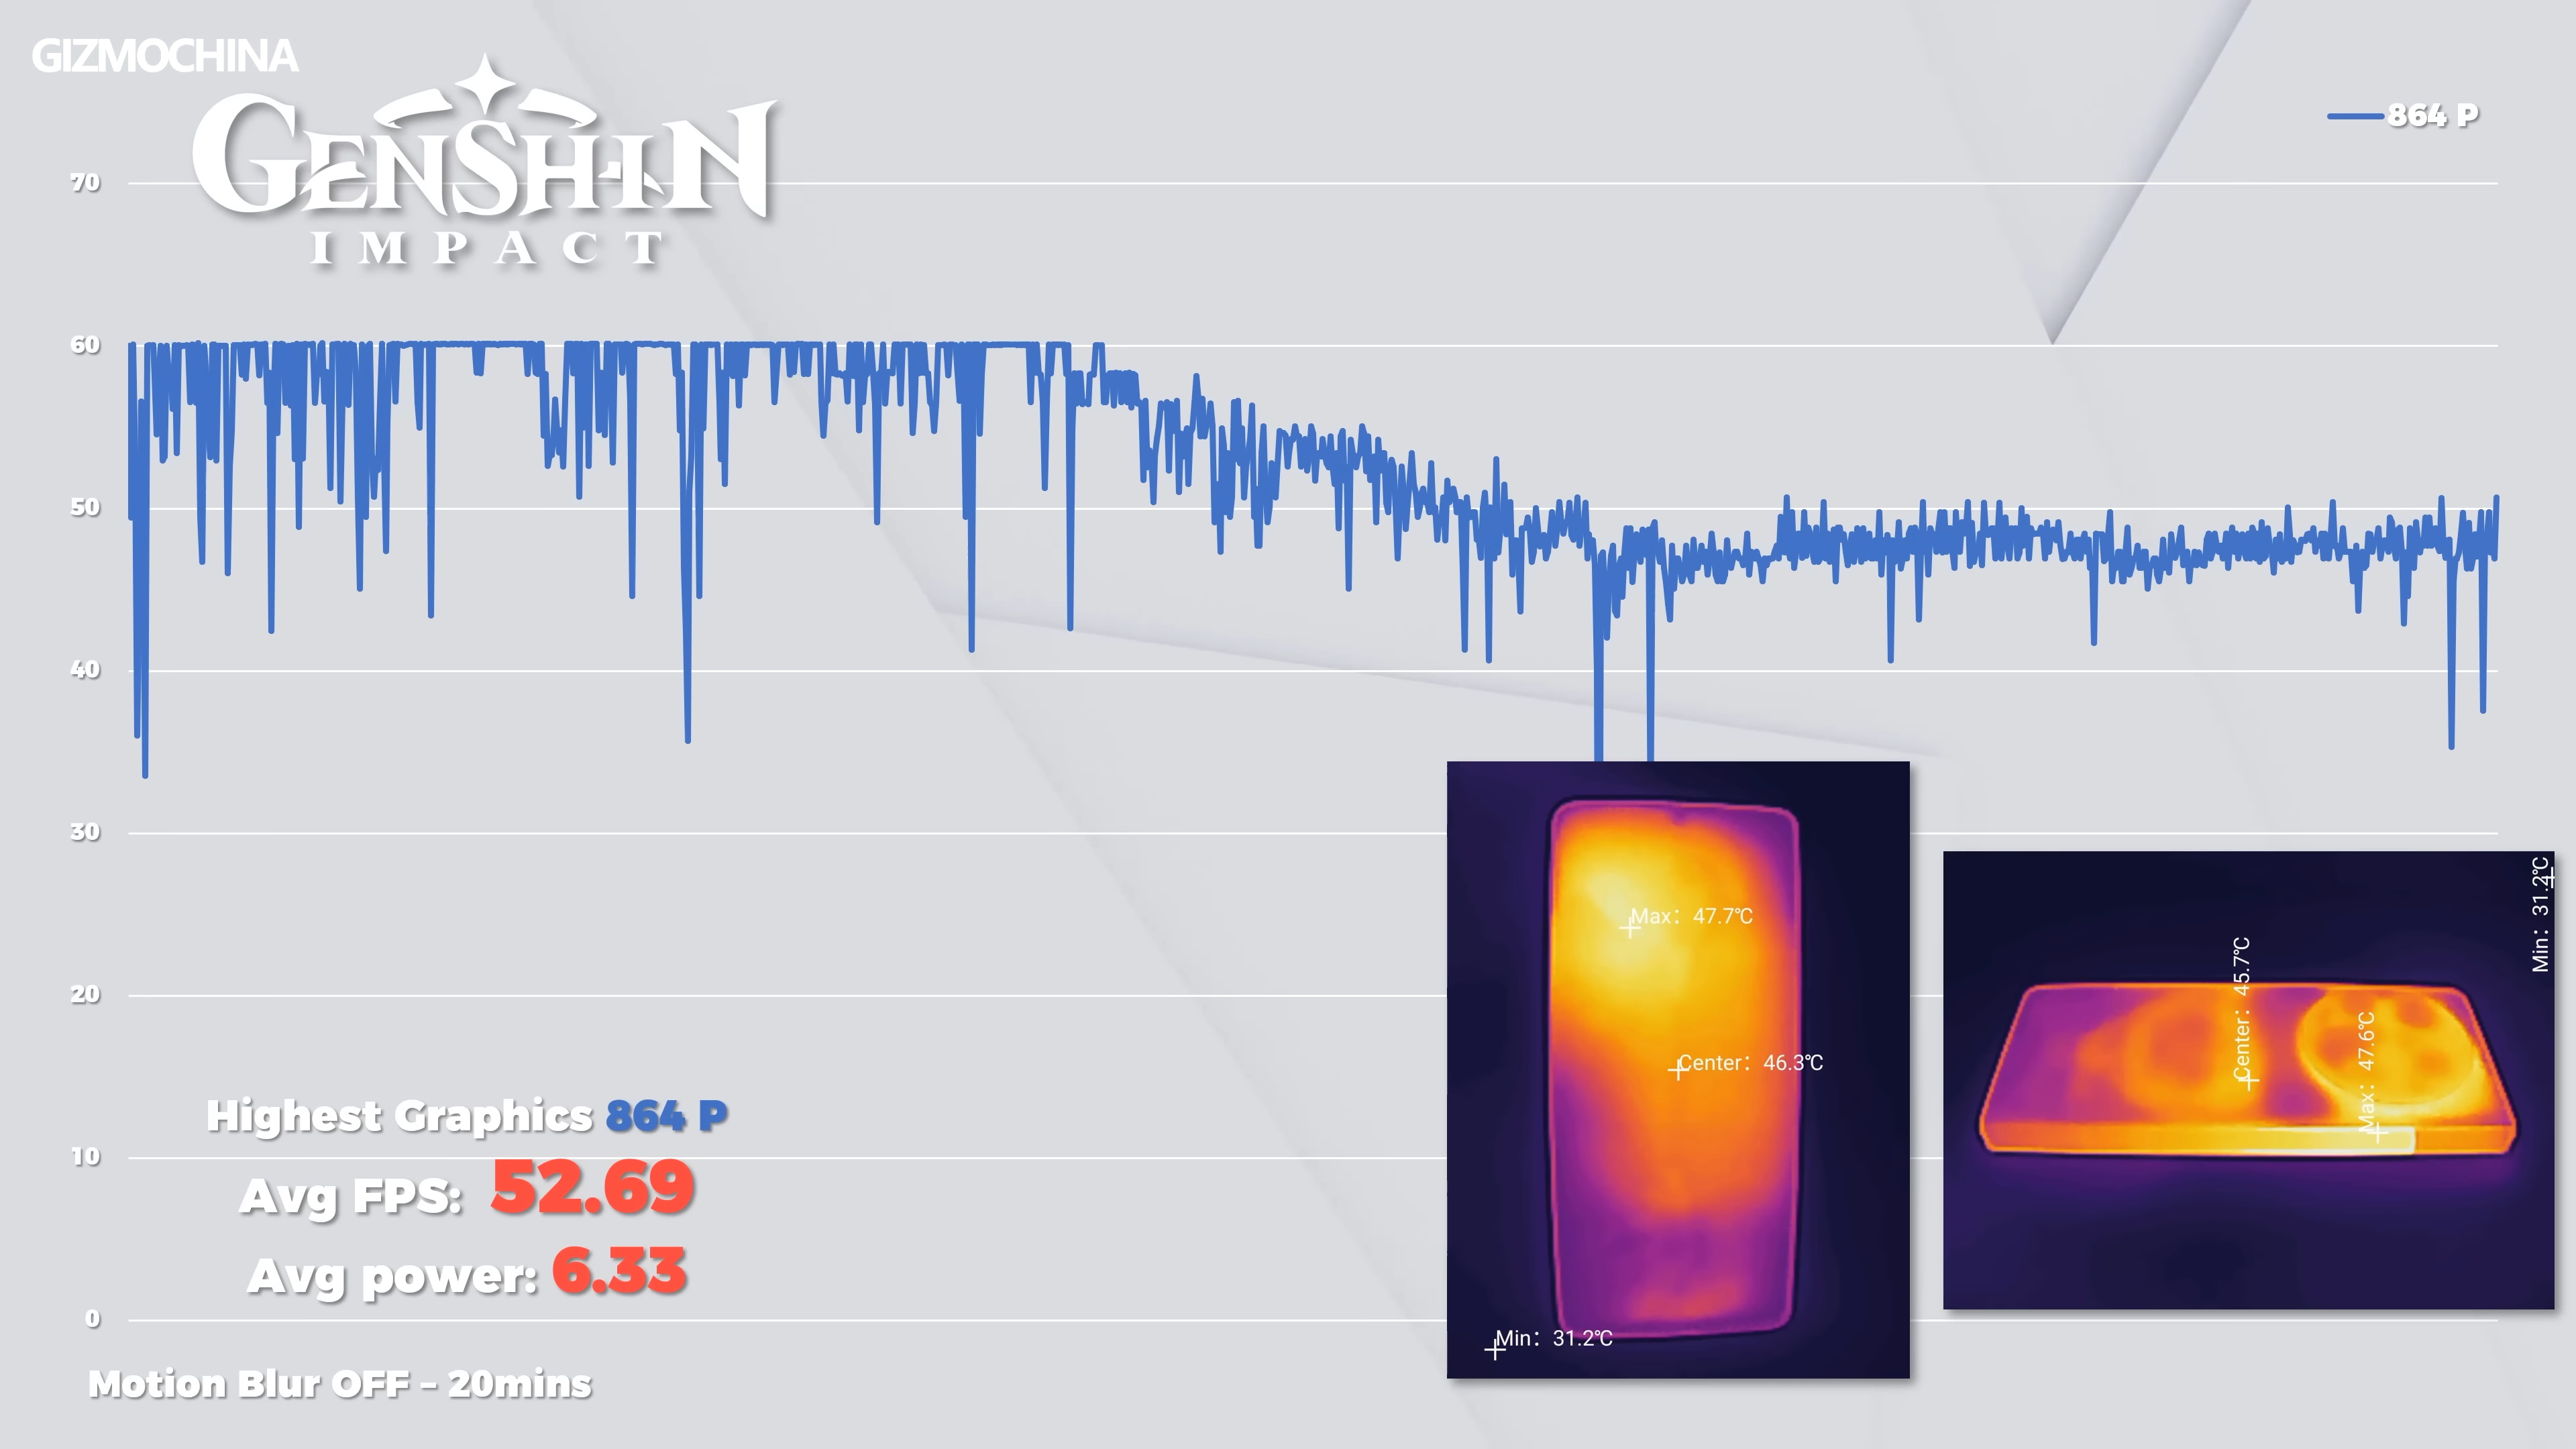 GIZMOCHINA
GENSHIN
IMPACT
864 P
70
60
50
40
30
20
10
0
Highest Graphics 864 P
Avg FPS: 52.69
Avg power: 6.33
Motion Blur OFF - 20mins
Max: 47.7℃
Center: 46.3℃
Min: 31.2℃
Center: 45.7℃
Max: 47.6℃
Min: 31.2℃